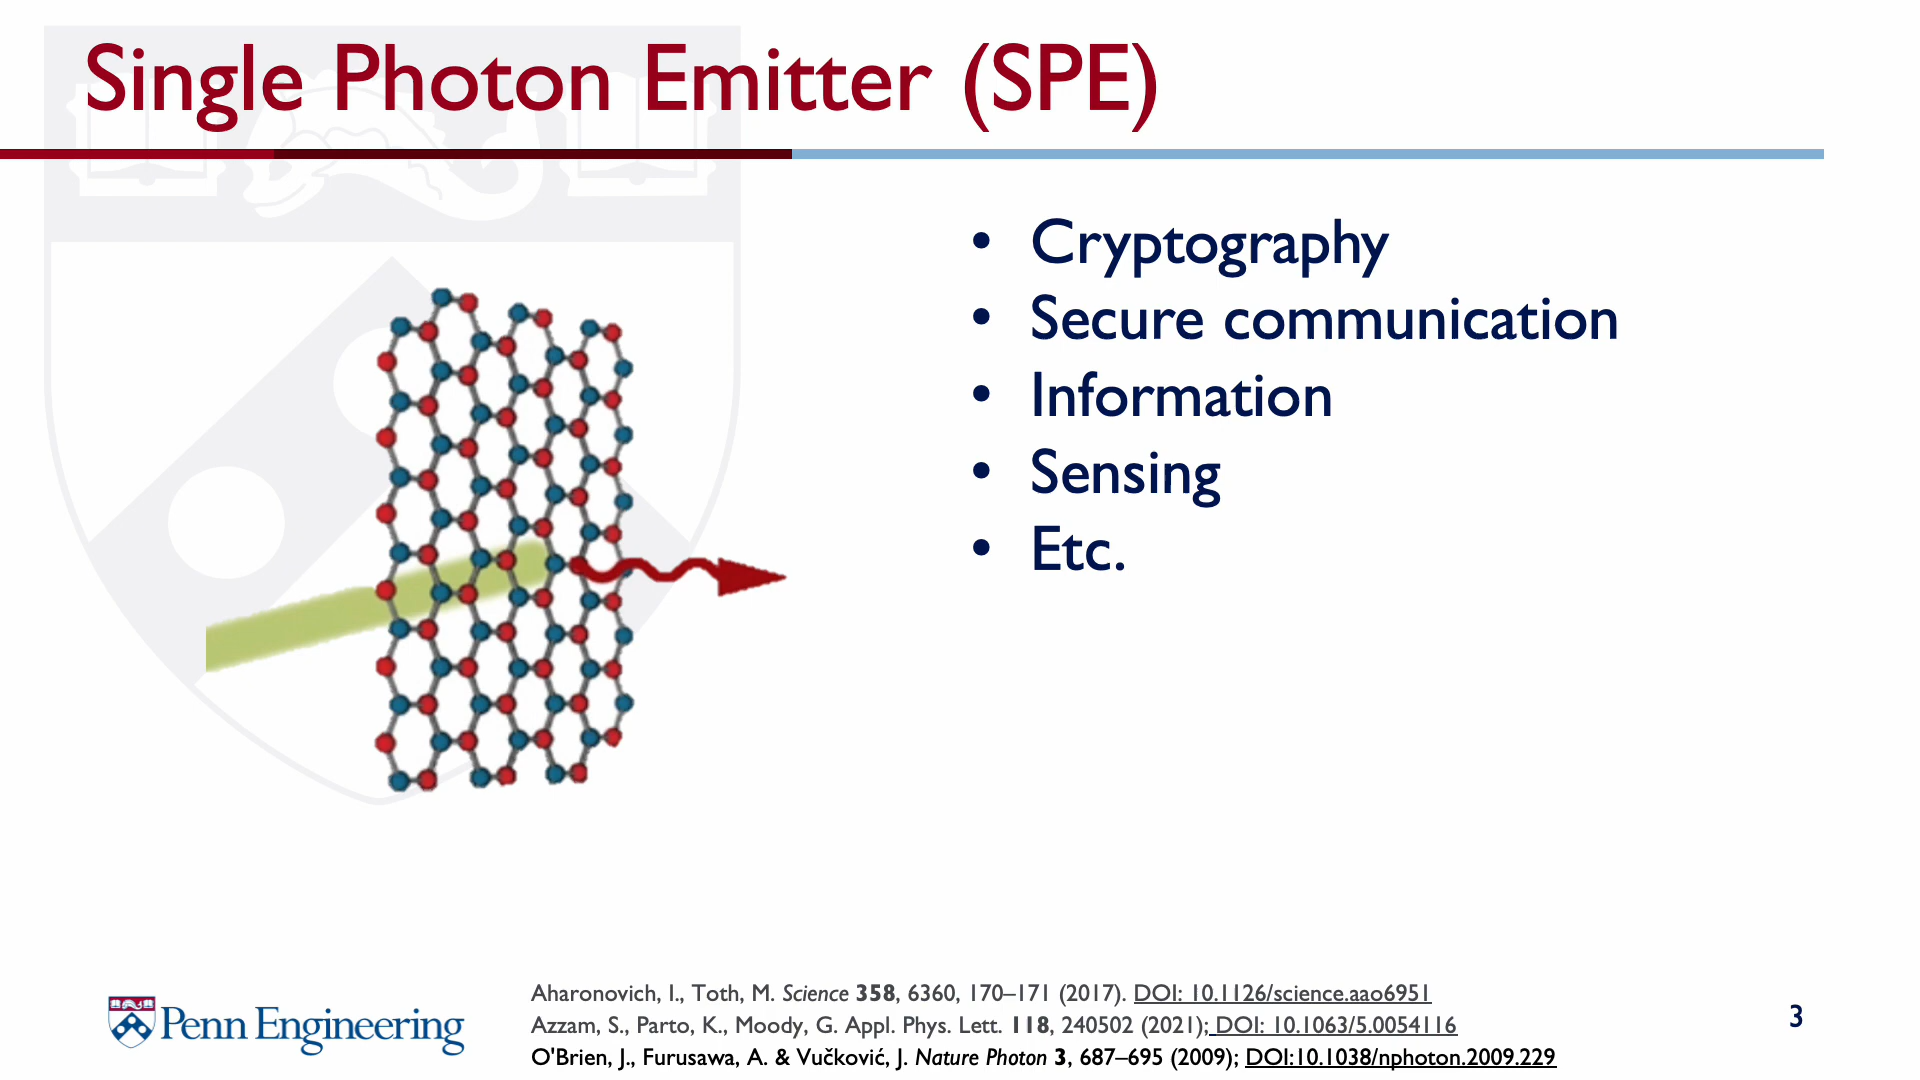 Single Photon Emitter (SPE)
• Cryptography
• Secure communication
• Information
• Sensing
• Etc.
Aharonovich, I., Toth, M. Science 358, 6360, 170–171 (2017). DOI: 10.1126/science.aao6951
Azzam, S., Parto, K., Moody, G. Appl. Phys. Lett. 118, 240502 (2021); DOI: 10.1063/5.0054116
O'Brien, J., Furusawa, A. & Vučković, J. Nature Photon 3, 687–695 (2009); DOI:10.1038/nphoton.2009.229
Penn Engineering
3